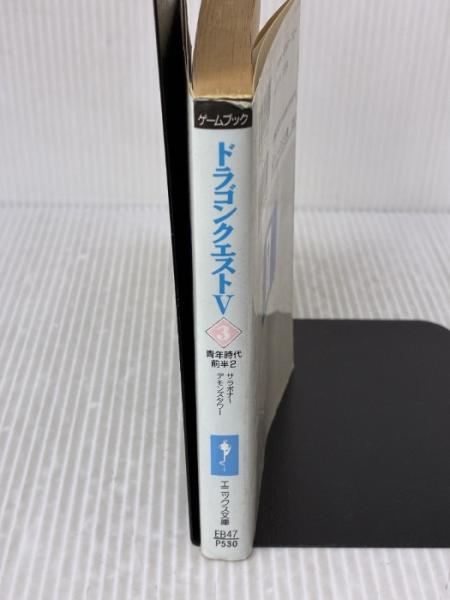 ゲームブック
ドラゴンクエストV
3
青年時代
前半2
サラボナ〜
デモンズタワー
エニックス文庫
EB47
P530